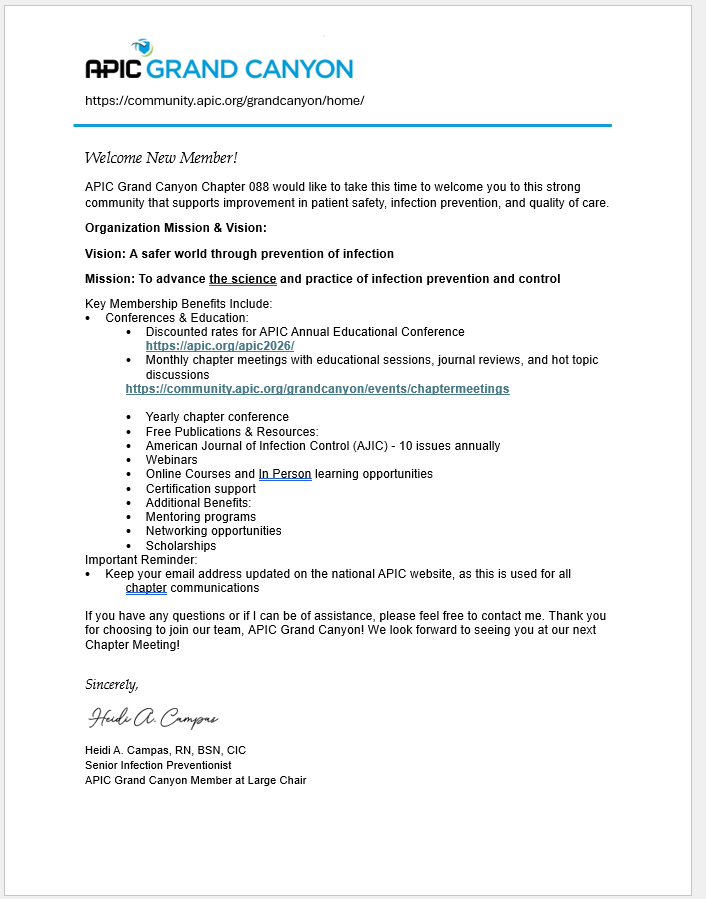 APIC GRAND CANYON
https://community.apic.org/grandcanyon/home/
Welcome New Member!
APIC Grand Canyon Chapter 088 would like to take this time to welcome you to this strong
community that supports improvement in patient safety, infection prevention, and quality of care.
Organization Mission & Vision:
Vision: A safer world through prevention of infection
Mission: To advance the science and practice of infection prevention and control
Key Membership Benefits Include:
• Conferences & Education:
• Discounted rates for APIC Annual Educational Conference
https://apic.org/apic2026/
• Monthly chapter meetings with educational sessions, journal reviews, and hot topic
discussions
https://community.apic.org/grandcanyon/events/chaptermeetings
• Yearly chapter conference
• Free Publications & Resources:
• American Journal of Infection Control (AJIC) - 10 issues annually
• Webinars
• Online Courses and In Person learning opportunities
• Certification support
• Additional Benefits:
• Mentoring programs
• Networking opportunities
• Scholarships
Important Reminder:
• Keep your email address updated on the national APIC website, as this is used for all
chapter communications
If you have any questions or if I can be of assistance, please feel free to contact me. Thank you
for choosing to join our team, APIC Grand Canyon! We look forward to seeing you at our next
Chapter Meeting!
Sincerely,
Heidi A. Campas
Heidi A. Campas, RN, BSN, CIC
Senior Infection Preventionist
APIC Grand Canyon Member at Large Chair